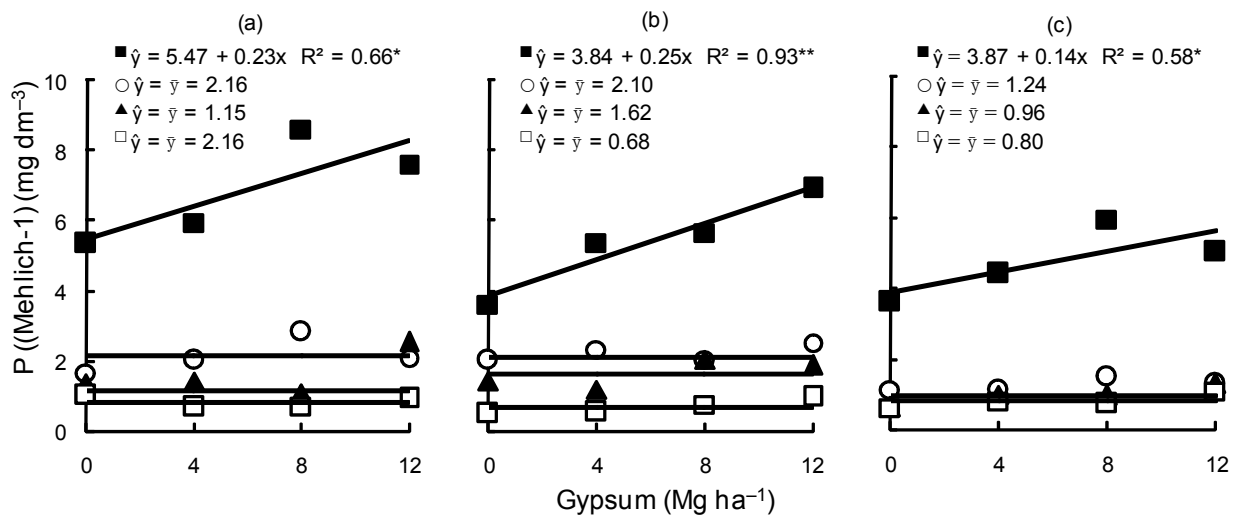 (a)
■ ŷ = 5.47 + 0.23x R² = 0.66*
○ ŷ = ȳ = 2.16
▲ ŷ = ȳ = 1.15
□ ŷ = ȳ = 2.16
(b)
■ ŷ = 3.84 + 0.25x R² = 0.93**
○ ŷ = ȳ = 2.10
▲ ŷ = ȳ = 1.62
□ ŷ = ȳ = 0.68
(c)
■ ŷ = 3.87 + 0.14x R² = 0.58*
○ ŷ = ȳ = 1.24
▲ ŷ = ȳ = 0.96
□ ŷ = ȳ = 0.80
P ((Mehlich-1) (mg dm⁻³)
10
8
6
4
2
0
0 4 8 12
0 4 8 12
0 4 8 12
Gypsum (Mg ha⁻¹)